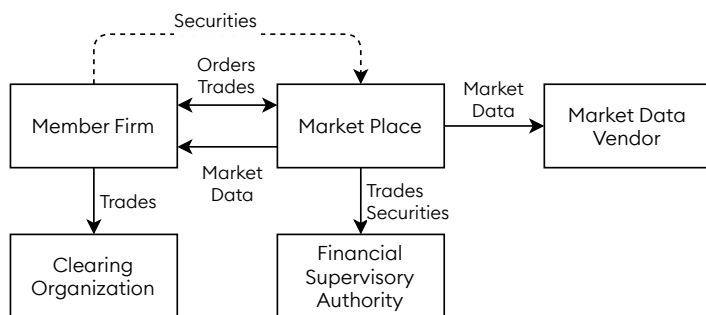 Securities
Orders
Trades
Member Firm
Market Place
Market
Data
Market Data
Vendor
Market
Data
Trades
Trades
Securities
Clearing
Organization
Financial
Supervisory
Authority